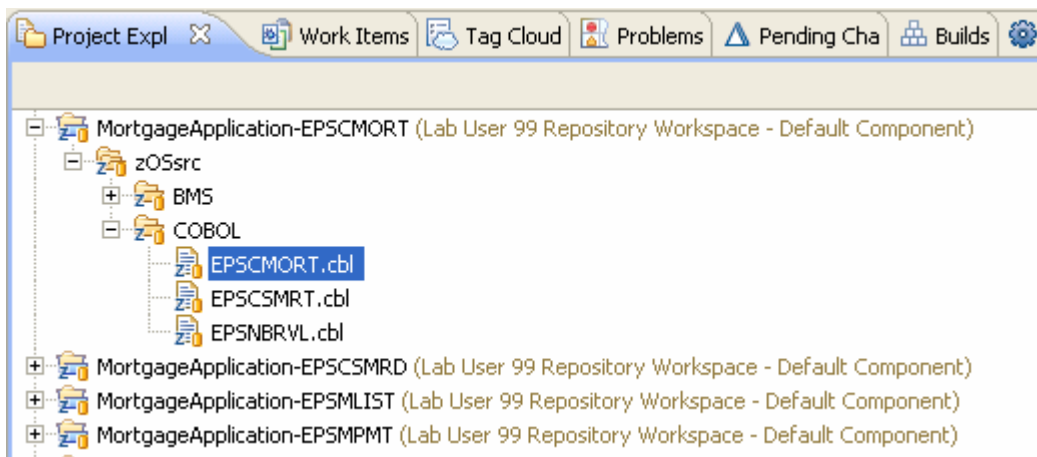 Project Expl Work Items Tag Cloud Problems Pending Cha Builds
MortgageApplication-EPSCMORT (Lab User 99 Repository Workspace - Default Component)
zOSsrc
BMS
COBOL
EPSCMORT.cbl
EPSCSMRT.cbl
EPSNBRVL.cbl
MortgageApplication-EPSCSMRD (Lab User 99 Repository Workspace - Default Component)
MortgageApplication-EPSMLIST (Lab User 99 Repository Workspace - Default Component)
MortgageApplication-EPSMPMT (Lab User 99 Repository Workspace - Default Component)